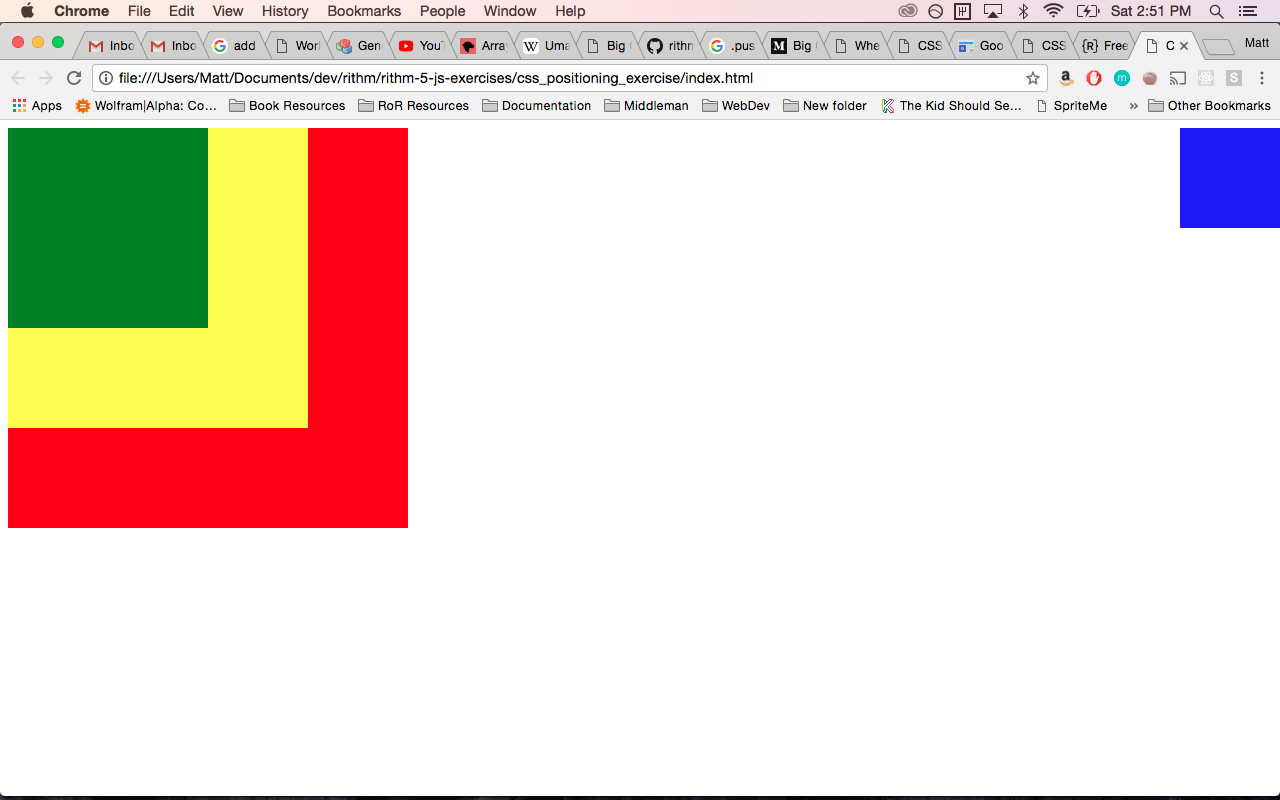 Chrome File Edit View History Bookmarks People Window Help Sat 2:51 PM
Inbo Inbo add Worl Gen YouT Array Uma Big rithn .pus Big Whe CSS Goo CSS {R} Free C Matt
file:///Users/Matt/Documents/dev/rithm/rithm-5-js-exercises/css_positioning_exercise/index.html
Apps Wolfram|Alpha: Co... Book Resources RoR Resources Documentation Middleman WebDev New folder The Kid Should Se... SpriteMe » Other Bookmarks